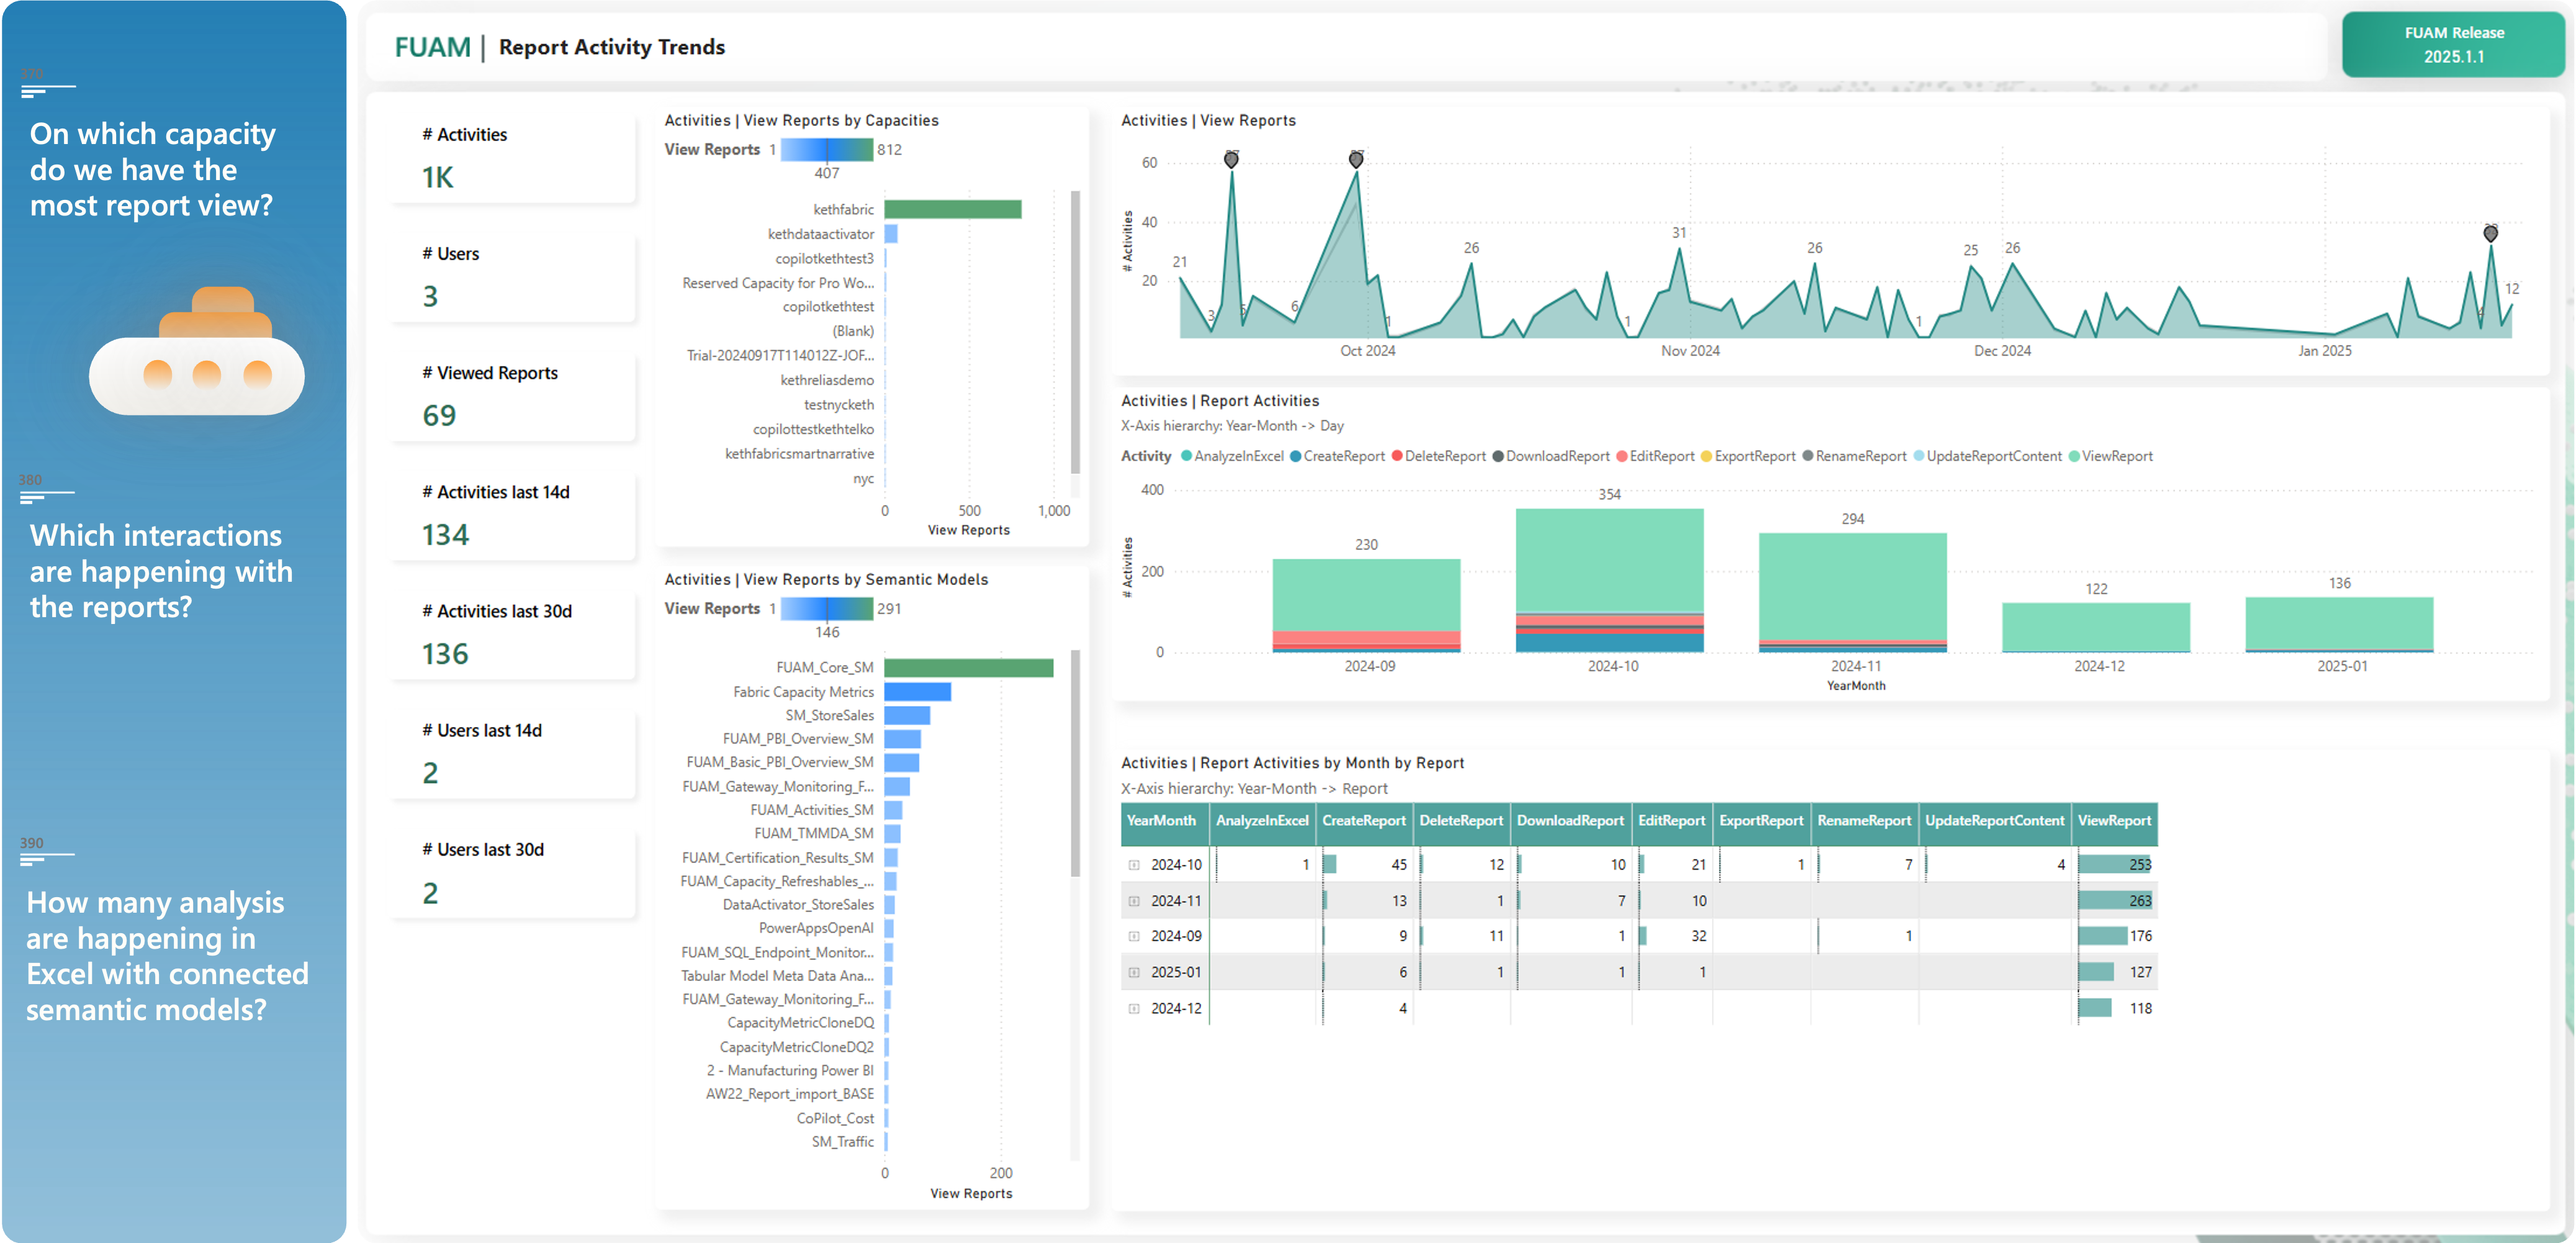 370
On which capacity
do we have the
most report view?
380
Which interactions
are happening with
the reports?
390
How many analysis
are happening in
Excel with connected
semantic models?
FUAM | Report Activity Trends
FUAM Release
2025.1.1
# Activities
1K
# Users
3
# Viewed Reports
69
# Activities last 14d
134
# Activities last 30d
136
# Users last 14d
2
# Users last 30d
2
Activities | View Reports by Capacities
View Reports 1 812
407
kethfabric
kethdataactivator
copilotkethtest3
Reserved Capacity for Pro Wo...
copilotkethtest
(Blank)
Trial-20240917T114012Z-JOF...
kethreliasdemo
testnycketh
copilottestkethtelko
kethfabricsmartnarrative
nyc
0 500 1,000
View Reports
Activities | View Reports by Semantic Models
View Reports 1 291
146
FUAM_Core_SM
Fabric Capacity Metrics
SM_StoreSales
FUAM_PBI_Overview_SM
FUAM_Basic_PBI_Overview_SM
FUAM_Gateway_Monitoring_F...
FUAM_Activities_SM
FUAM_TMMDA_SM
FUAM_Certification_Results_SM
FUAM_Capacity_Refreshables_...
DataActivator_StoreSales
PowerAppsOpenAI
FUAM_SQL_Endpoint_Monitor...
Tabular Model Meta Data Ana...
FUAM_Gateway_Monitoring_F...
CapacityMetricCloneDQ
CapacityMetricCloneDQ2
2 - Manufacturing Power BI
AW22_Report_import_BASE
CoPilot_Cost
SM_Traffic
0 200
View Reports
Activities | View Reports
# Activities
60
40
20
21 3 6 1 26 1 31 26 1 25 26 4 12
Oct 2024 Nov 2024 Dec 2024 Jan 2025
Activities | Report Activities
X-Axis hierarchy: Year-Month -> Day
Activity AnalyzeInExcel CreateReport DeleteReport DownloadReport EditReport ExportReport RenameReport UpdateReportContent ViewReport
# Activities
400
200
0
230 354 294 122 136
2024-09 2024-10 2024-11 2024-12 2025-01
YearMonth
Activities | Report Activities by Month by Report
X-Axis hierarchy: Year-Month -> Report
YearMonth AnalyzeInExcel CreateReport DeleteReport DownloadReport EditReport ExportReport RenameReport UpdateReportContent ViewReport
2024-10 1 45 12 10 21 1 7 4 253
2024-11 13 1 7 10 263
2024-09 9 11 1 32 1 176
2025-01 6 1 1 1 127
2024-12 4 118